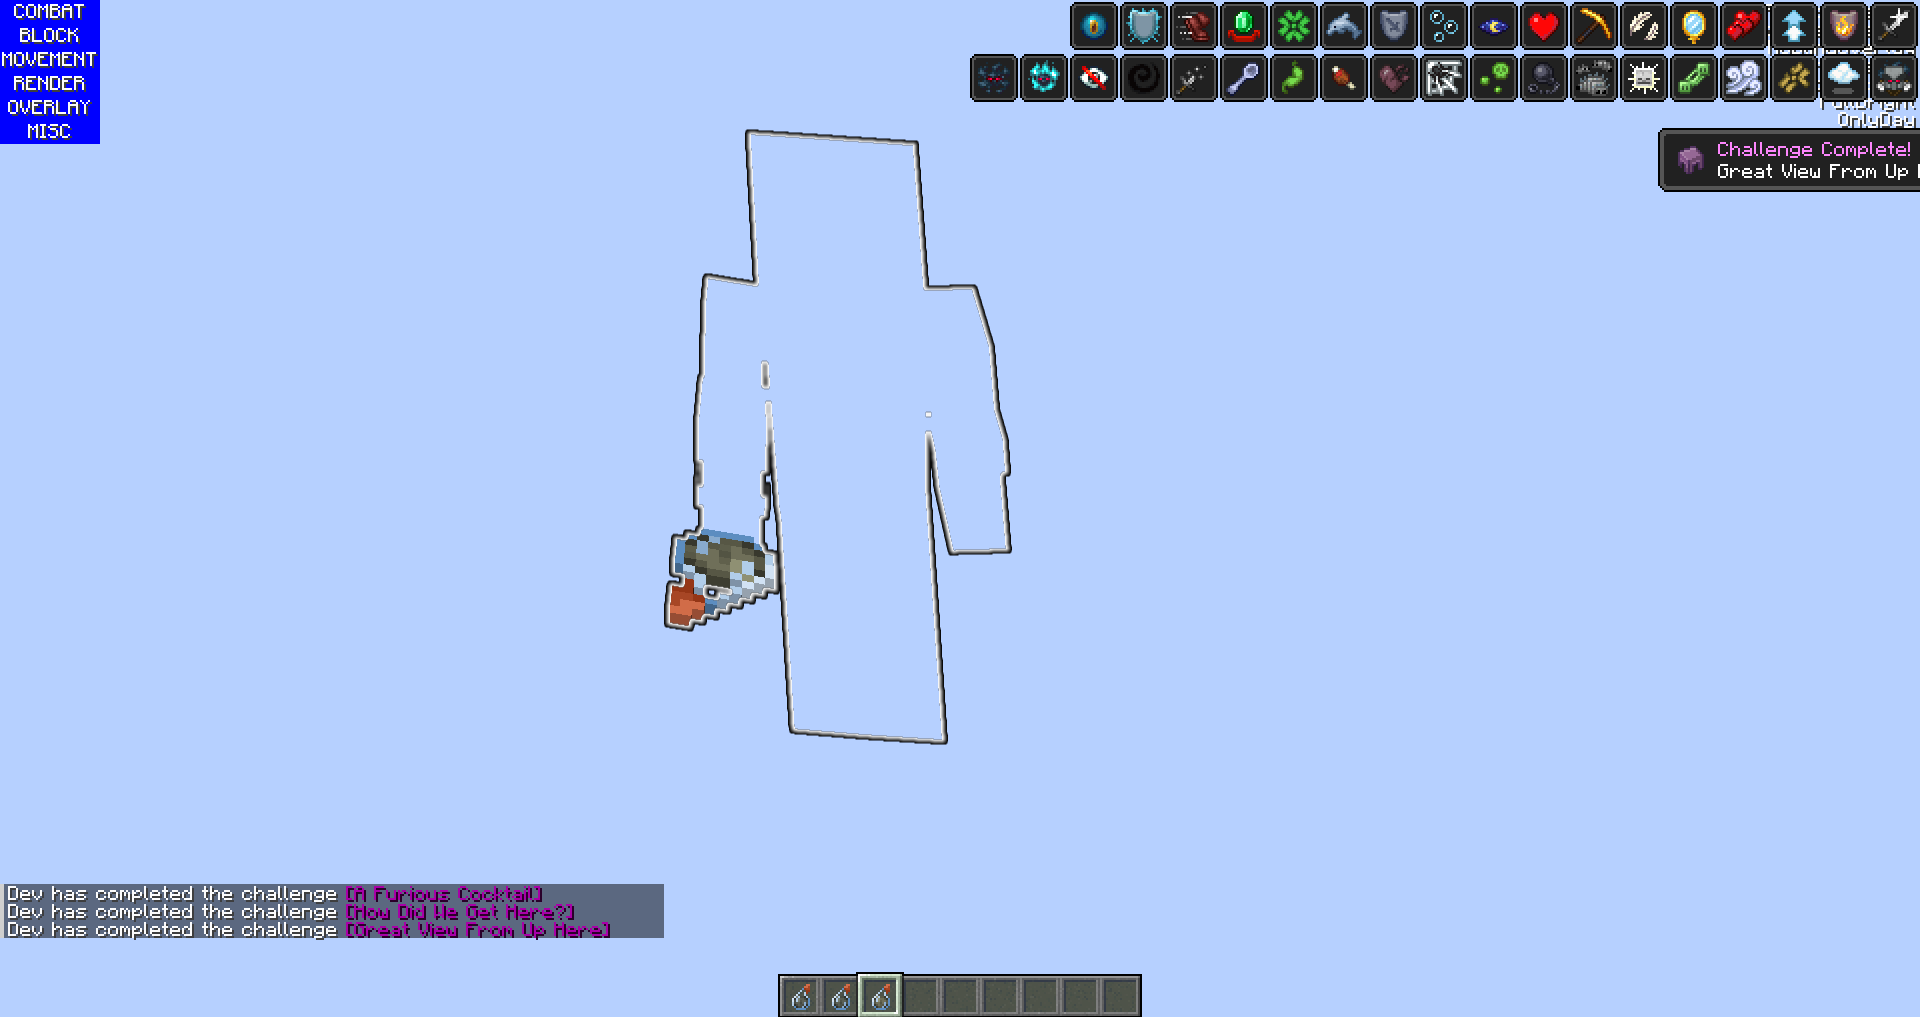 COMBAT
BLOCK
MOVEMENT
RENDER
OVERLAY
MISC
OnlyDay
Challenge Complete!
Great View From Up
Dev has completed the challenge [A Furious Cocktail]
Dev has completed the challenge [How Did We Get Here?]
Dev has completed the challenge [Great View From Up Here]